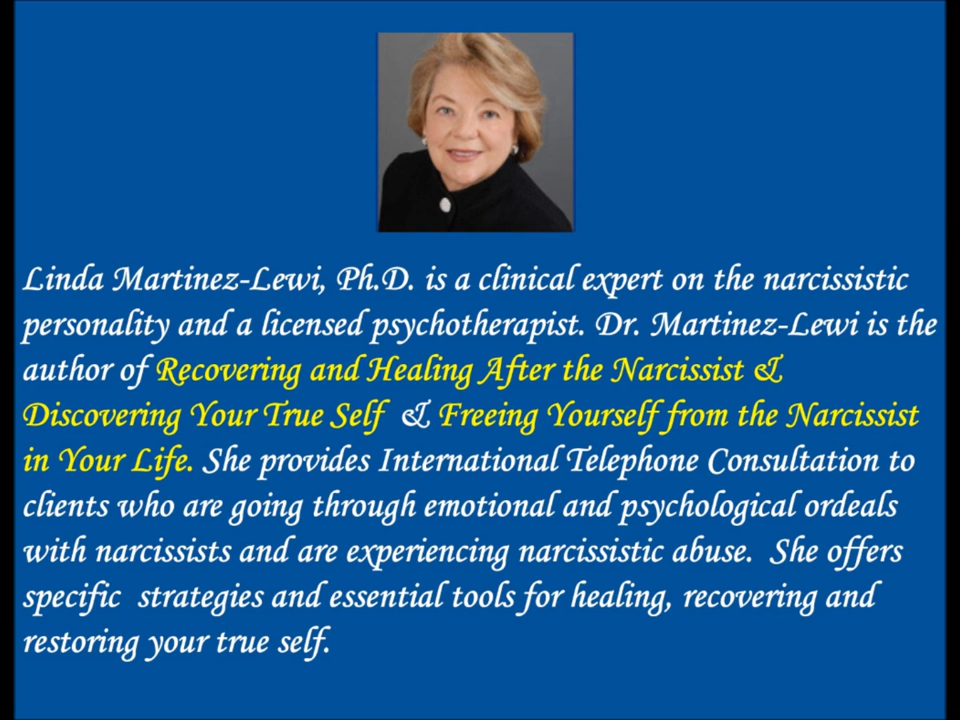 Linda Martinez-Lewi, Ph.D. is a clinical expert on the narcissistic
personality and a licensed psychotherapist. Dr. Martinez-Lewi is the
author of Recovering and Healing After the Narcissist &
Discovering Your True Self & Freeing Yourself from the Narcissist
in Your Life. She provides International Telephone Consultation to
clients who are going through emotional and psychological ordeals
with narcissists and are experiencing narcissistic abuse. She offers
specific strategies and essential tools for healing, recovering and
restoring your true self.